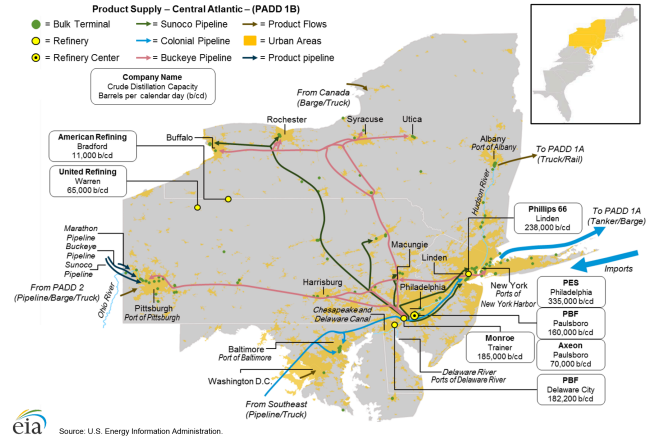 Product Supply – Central Atlantic – (PADD 1B)
= Bulk Terminal
= Sunoco Pipeline
= Product Flows
= Refinery
= Colonial Pipeline
= Urban Areas
= Refinery Center
= Buckeye Pipeline
= Product pipeline
Company Name
Crude Distillation Capacity
Barrels per calendar day (b/cd)
From Canada
(Barge/Truck)
Rochester
Syracuse
Utica
Buffalo
Albany
Port of Albany
To PADD 1A
(Truck/Rail)
American Refining
Bradford
11,000 b/cd
United Refining
Warren
65,000 b/cd
Hudson River
Phillips 66
Linden
238,000 b/cd
To PADD 1A
(Tanker/Barge)
Marathon
Pipeline
Buckeye
Pipeline
Sunoco
Pipeline
Macungie
Linden
Imports
From PADD 2
(Pipeline/Barge/Truck)
Ohio River
Pittsburgh
Port of Pittsburgh
Harrisburg
Philadelphia
New York
Ports of
New York Harbor
PES
Philadelphia
335,000 b/cd
Chesapeake and
Delaware Canal
PBF
Paulsboro
160,000 b/cd
Monroe
Trainer
185,000 b/cd
Axeon
Paulsboro
70,000 b/cd
Baltimore
Port of Baltimore
Washington D.C.
Delaware River
Ports of Delaware River
PBF
Delaware City
182,200 b/cd
From Southeast
(Pipeline/Truck)
eia
Source: U.S. Energy Information Administration.